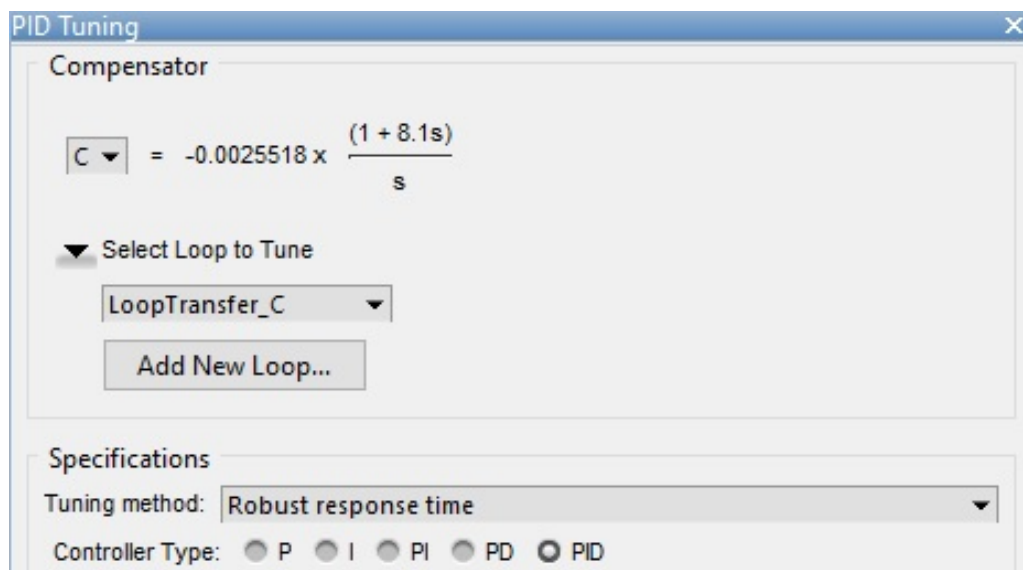 PID Tuning
Compensator
C = -0.0025518 x (1 + 8.1s)
s
Select Loop to Tune
LoopTransfer_C
Add New Loop...
Specifications
Tuning method: Robust response time
Controller Type: P I PI PD PID